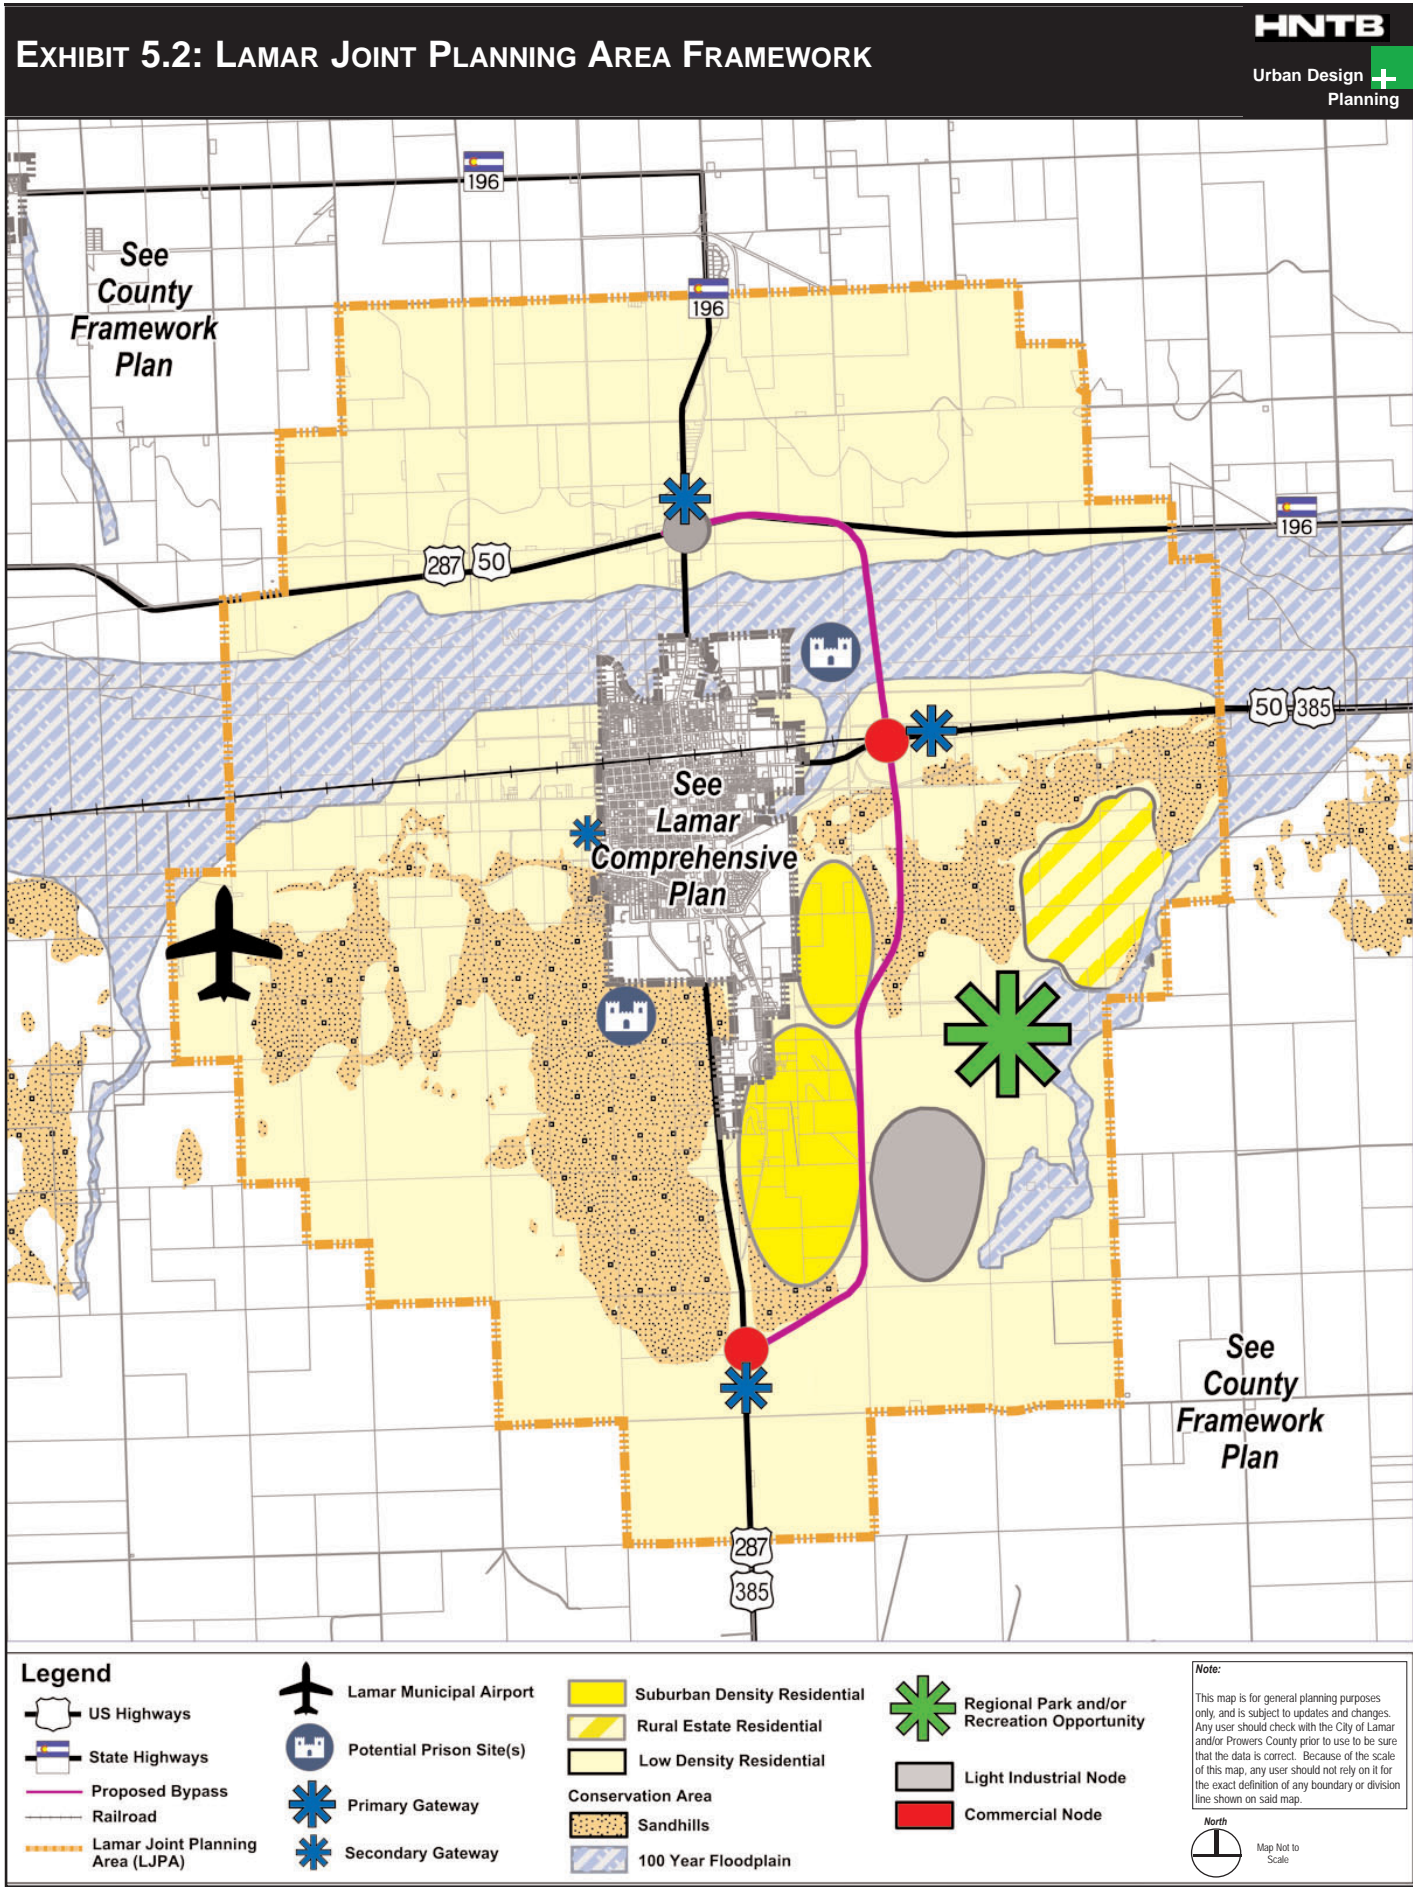 EXHIBIT 5.2: LAMAR JOINT PLANNING AREA FRAMEWORK
HNTB
Urban Design
Planning
196
See
County
Framework
Plan
196
196
287 50
50 385
See
Lamar
Comprehensive
Plan
See
County
Framework
Plan
287
385
Legend
US Highways
State Highways
Proposed Bypass
Railroad
Lamar Joint Planning
Area (LJPA)
Lamar Municipal Airport
Potential Prison Site(s)
Primary Gateway
Secondary Gateway
Suburban Density Residential
Rural Estate Residential
Low Density Residential
Conservation Area
Sandhills
100 Year Floodplain
Regional Park and/or
Recreation Opportunity
Light Industrial Node
Commercial Node
Note:
This map is for general planning purposes
only, and is subject to updates and changes.
Any user should check with the City of Lamar
and/or Prowers County prior to use to be sure
that the data is correct. Because of the scale
of this map, any user should not rely on it for
the exact definition of any boundary or division
line shown on said map.
North
Map Not to
Scale